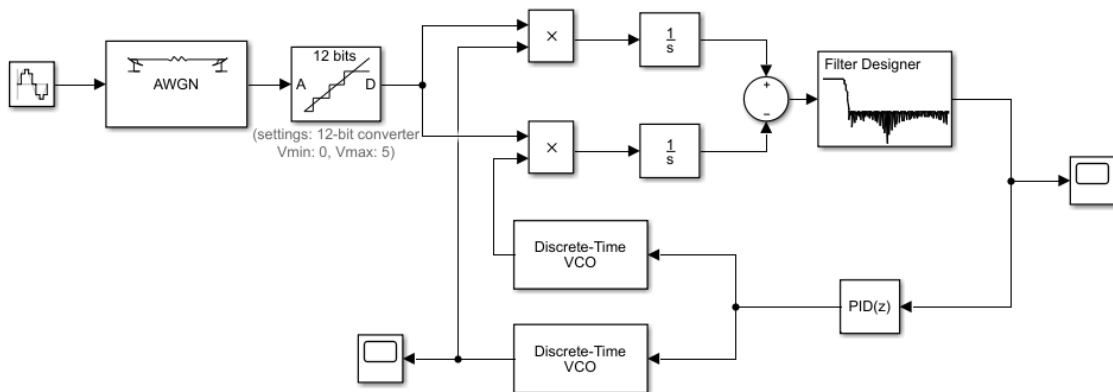 AWGN
12 bits
A D
(settings: 12-bit converter
Vmin: 0, Vmax: 5)
×
1
s
×
1
s
+
−
Filter Designer
Discrete-Time
VCO
PID(z)
Discrete-Time
VCO